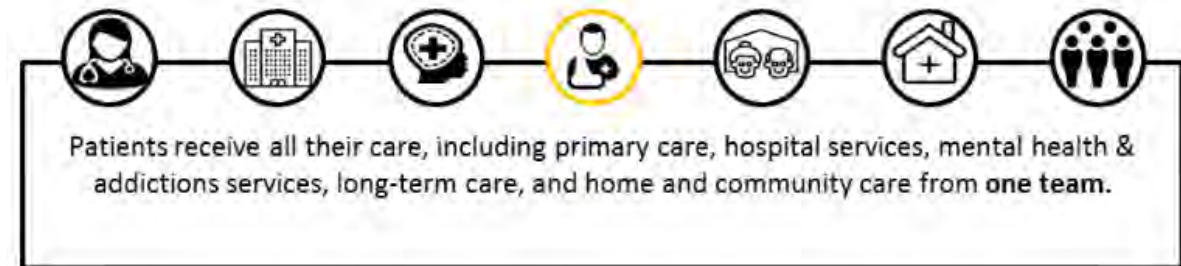 Patients receive all their care, including primary care, hospital services, mental health &
addictions services, long-term care, and home and community care from one team.